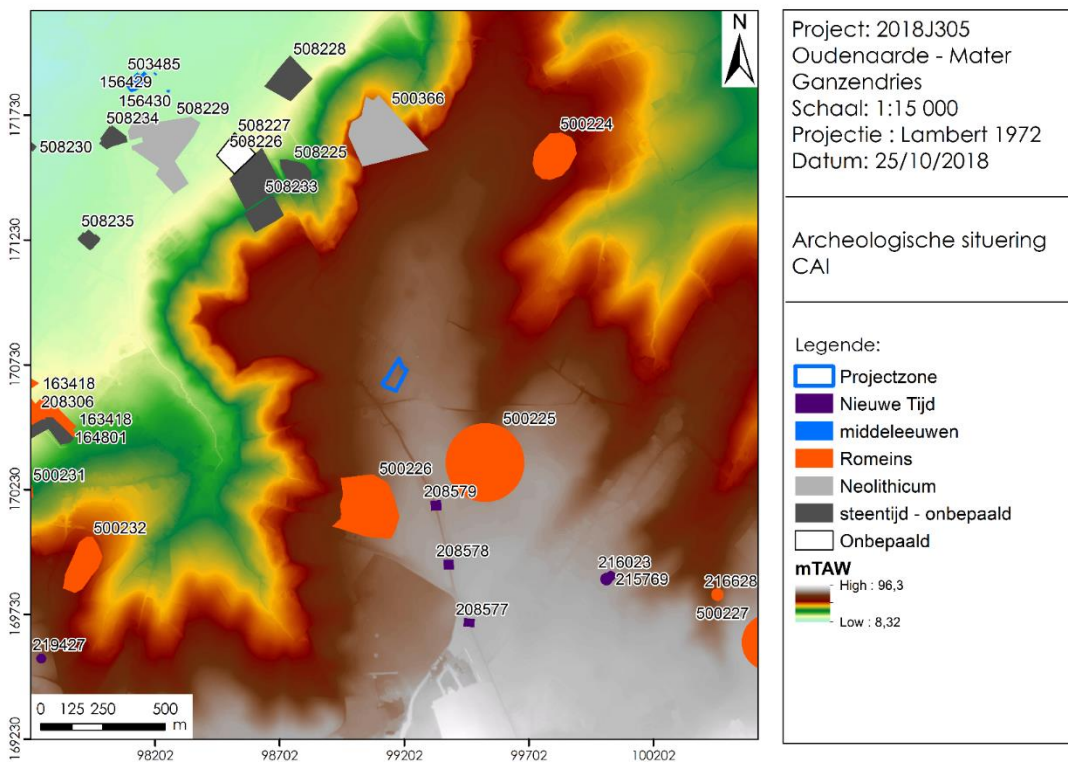 N
503485
156429
156430
508228
508229
508234
508230
508227
508226
508225
508233
508235
500366
500224
163418
208306
163418
164801
500231
500232
500225
500226
208579
208578
208577
216023
215769
216628
500227
219427
171730
171230
170730
170230
169730
169230
98202
98702
99202
99702
100202
0 125 250 500
m
Project: 2018J305
Oudenaarde - Mater
Ganzendries
Schaal: 1:15 000
Projectie : Lambert 1972
Datum: 25/10/2018
Archeologische situering
CAI
Legende:
Projectzone
Nieuwe Tijd
middeleeuwen
Romeins
Neolithicum
steentijd - onbepaald
Onbepaald
mTAW
High : 96,3
Low : 8,32